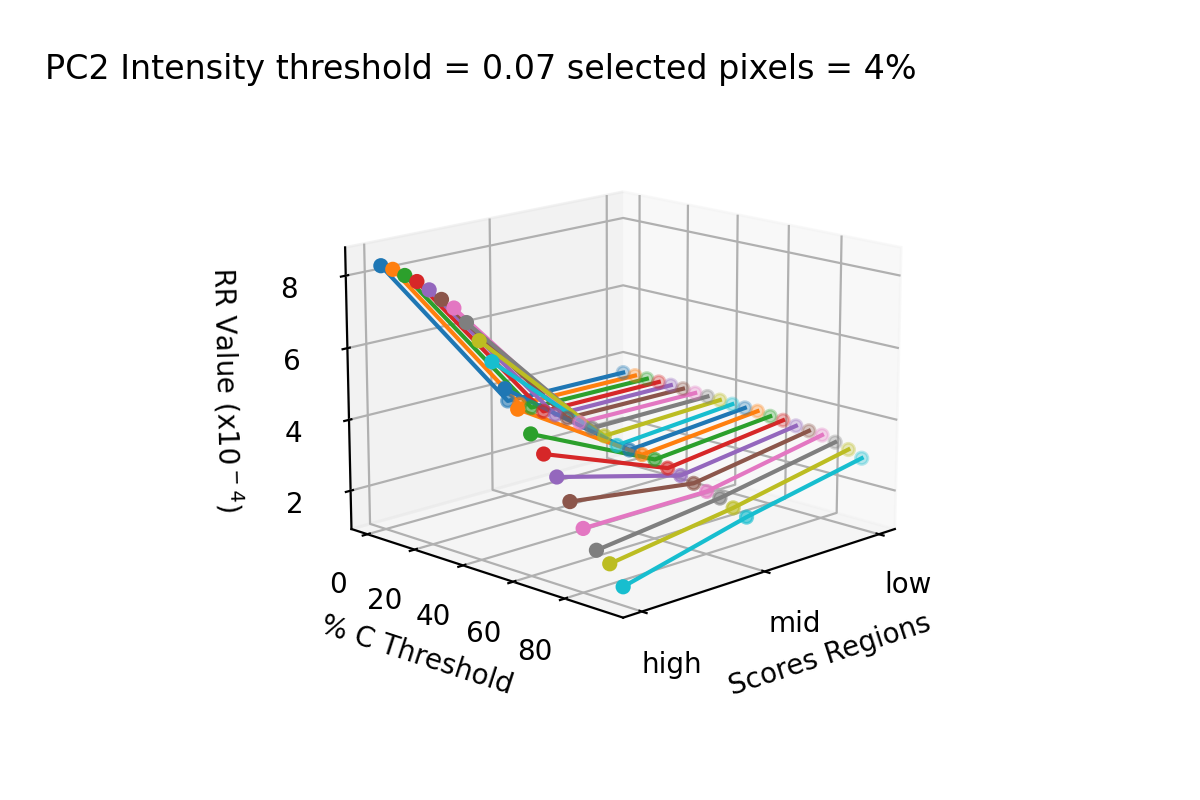 PC2 Intensity threshold = 0.07 selected pixels = 4%
RR Value (x10⁻⁴)
8
6
4
2
0
20
40
60
80
% C Threshold
high
mid
low
Scores Regions